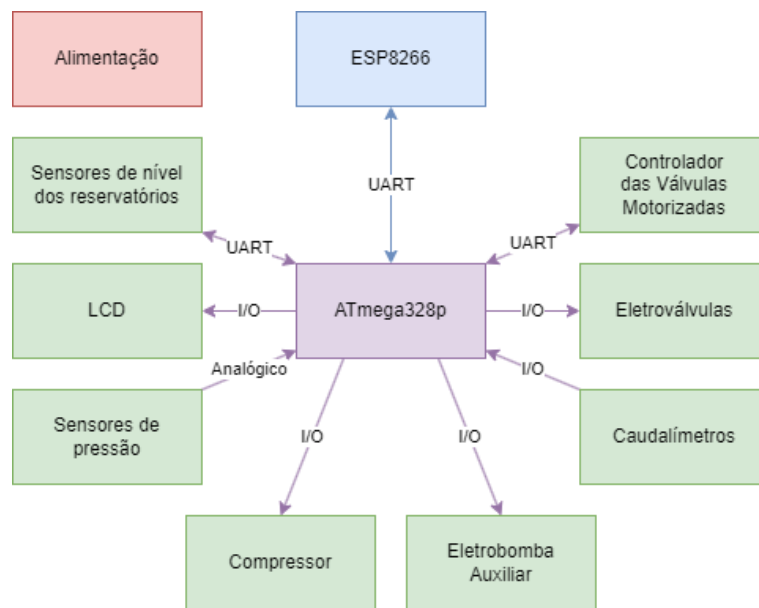 Alimentação
ESP8266
Sensores de nível
dos reservatórios
UART
Controlador
das Válvulas
Motorizadas
UART
UART
LCD
I/O
ATmega328p
I/O
Eletroválvulas
Analógico
I/O
Sensores de
pressão
Caudalímetros
I/O
I/O
Compressor
Eletrobomba
Auxiliar